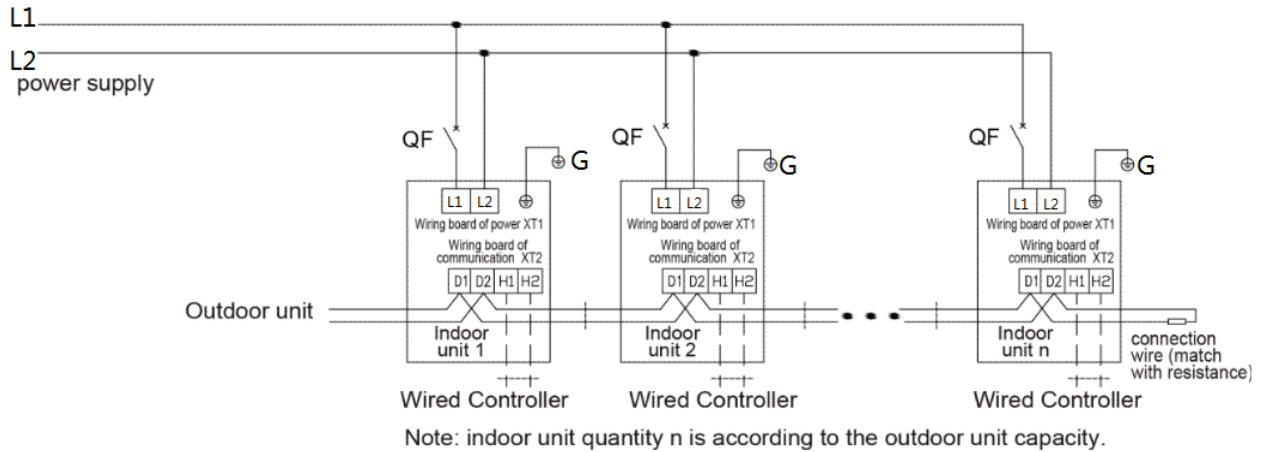 L1
L2
power supply
QF
G
QF
G
QF
G
L1 L2
Wiring board of power XT1
Wiring board of
communication XT2
D1 D2 H1 H2
L1 L2
Wiring board of power XT1
Wiring board of
communication XT2
D1 D2 H1 H2
L1 L2
Wiring board of power XT1
Wiring board of
communication XT2
D1 D2 H1 H2
Outdoor unit
Indoor
unit 1
Indoor
unit 2
Indoor
unit n
connection
wire (match
with resistance)
Wired Controller
Wired Controller
Wired Controller
Note: indoor unit quantity n is according to the outdoor unit capacity.